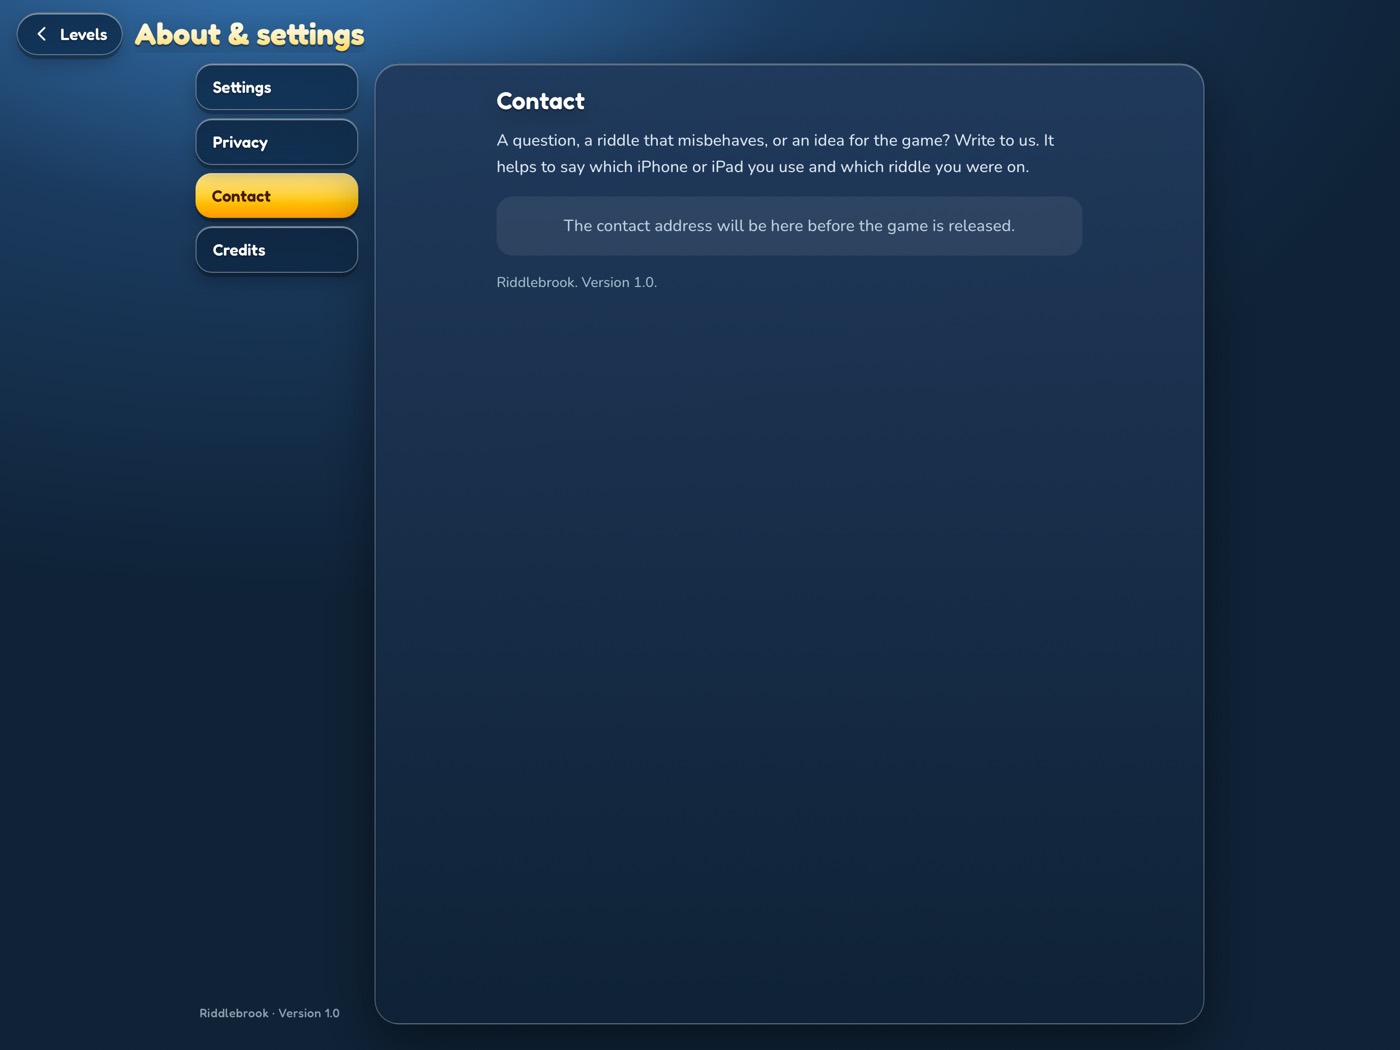 Levels
About & settings
Settings
Privacy
Contact
Credits
Contact
A question, a riddle that misbehaves, or an idea for the game? Write to us. It
helps to say which iPhone or iPad you use and which riddle you were on.
The contact address will be here before the game is released.
Riddlebrook. Version 1.0.
Riddlebrook · Version 1.0